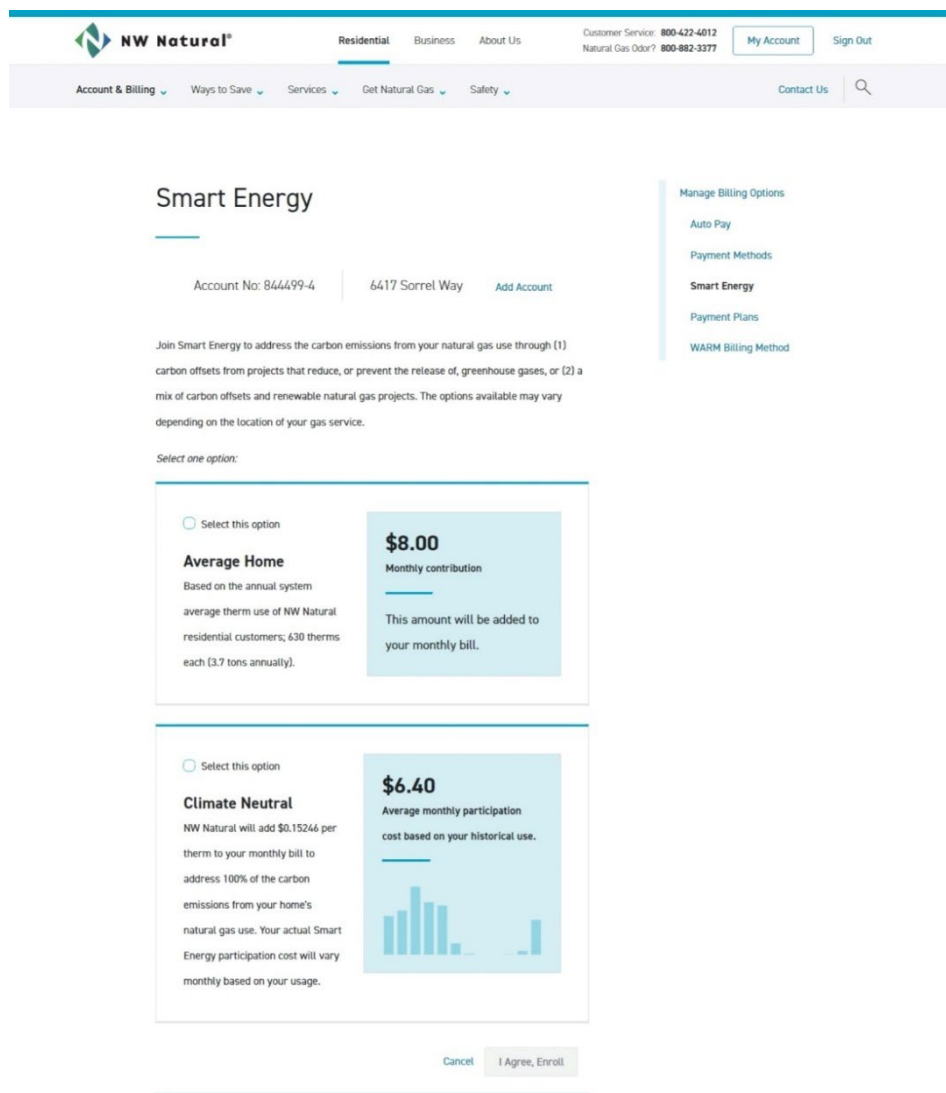 NW Natural®
Residential Business About Us
Customer Service: 800-422-4012
Natural Gas Odor? 800-882-3377
My Account
Sign Out
Account & Billing Ways to Save Services Get Natural Gas Safety
Contact Us
Smart Energy
Account No: 844499-4
6417 Sorrel Way
Add Account
Join Smart Energy to address the carbon emissions from your natural gas use through (1)
carbon offsets from projects that reduce, or prevent the release of, greenhouse gases, or (2) a
mix of carbon offsets and renewable natural gas projects. The options available may vary
depending on the location of your gas service.
Select one option:
Select this option
Average Home
Based on the annual system
average therm use of NW Natural
residential customers; 630 therms
each (3.7 tons annually).
$8.00
Monthly contribution
This amount will be added to
your monthly bill.
Select this option
Climate Neutral
NW Natural will add $0.15246 per
therm to your monthly bill to
address 100% of the carbon
emissions from your home's
natural gas use. Your actual Smart
Energy participation cost will vary
monthly based on your usage.
$6.40
Average monthly participation
cost based on your historical use.
Cancel
I Agree, Enroll
Manage Billing Options
Auto Pay
Payment Methods
Smart Energy
Payment Plans
WARM Billing Method